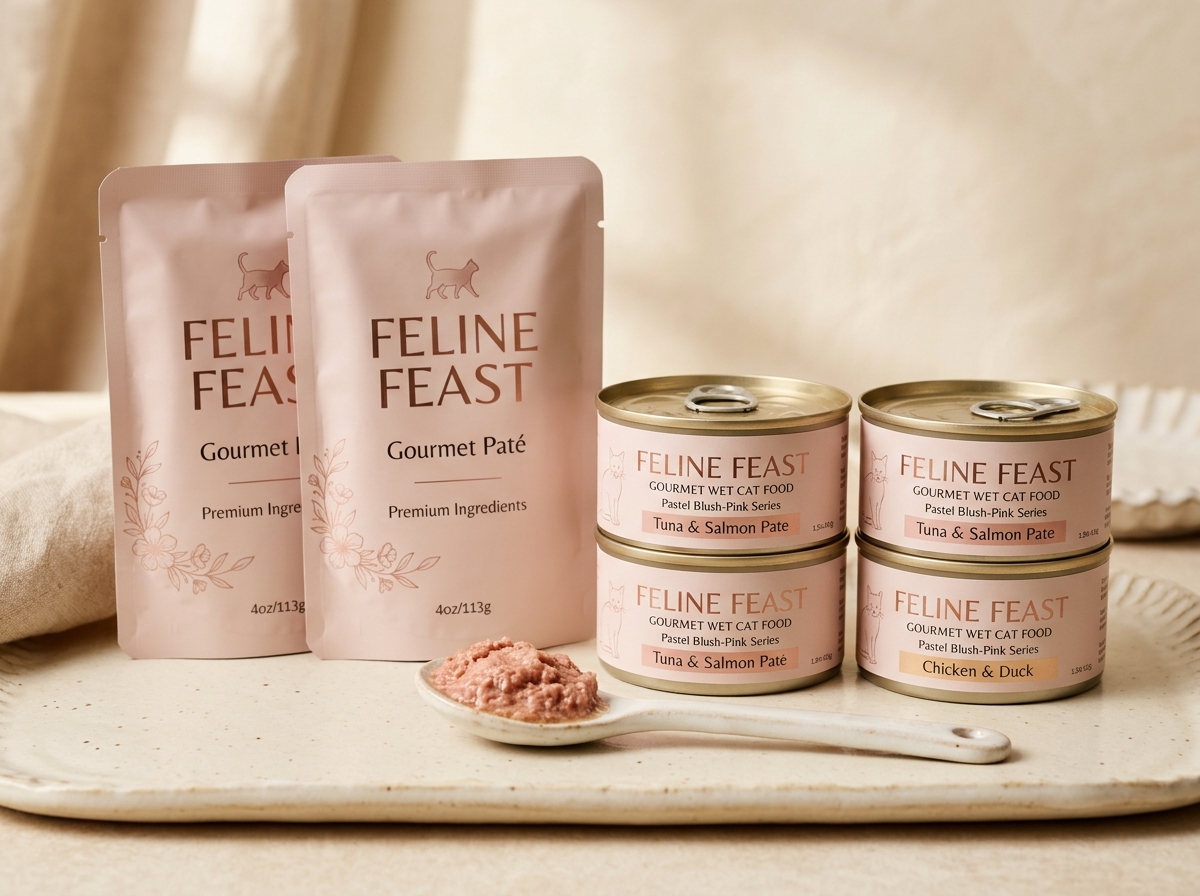 FELI
FEAS
Gourmet
Premium Ingre
4oz/113g
FELINE
FEAST
Gourmet Paté
Premium Ingredients
4oz/113g
FELINE FEAST
GOURMET WET CAT FOOD
Pastel Blush-Pink Series
Tuna & Salmon Pate
FELINE FEAST
GOURMET WET CAT FOOD
Pastel Blush-Pink Series
Tuna & Salmon Pate
FELINE FEAST
GOURMET WET CAT FOOD
Pastel Blush-Pink Series
Tuna & Salmon Paté
FELINE FEAST
GOURMET WET CAT FOOD
Pastel Blush-Pink Series
Chicken & Duck